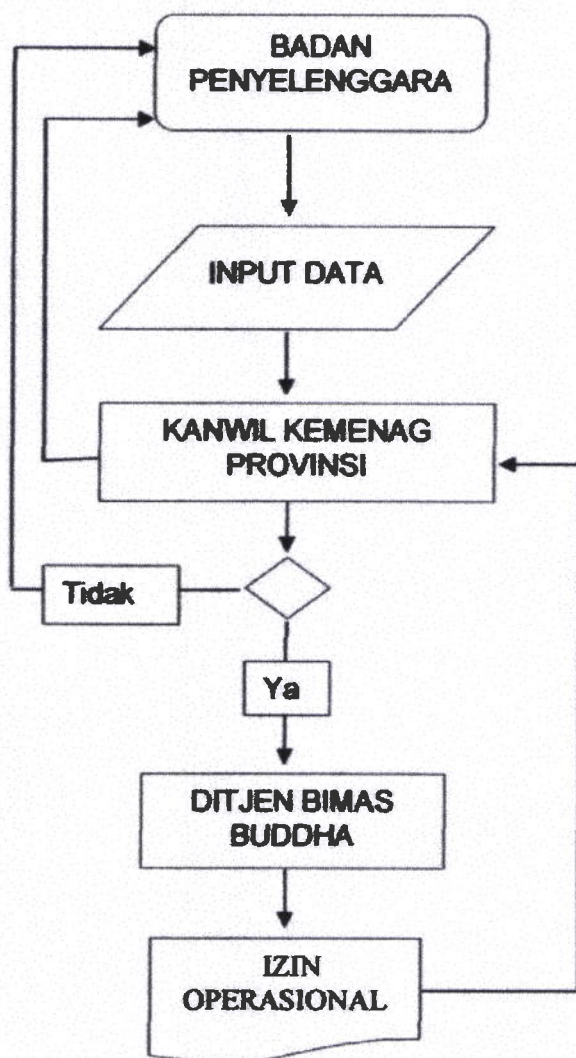 BADAN
PENYELENGGARA
INPUT DATA
KANWIL KEMENAG
PROVINSI
Tidak
Ya
DITJEN BIMAS
BUDDHA
IZIN
OPERASIONAL